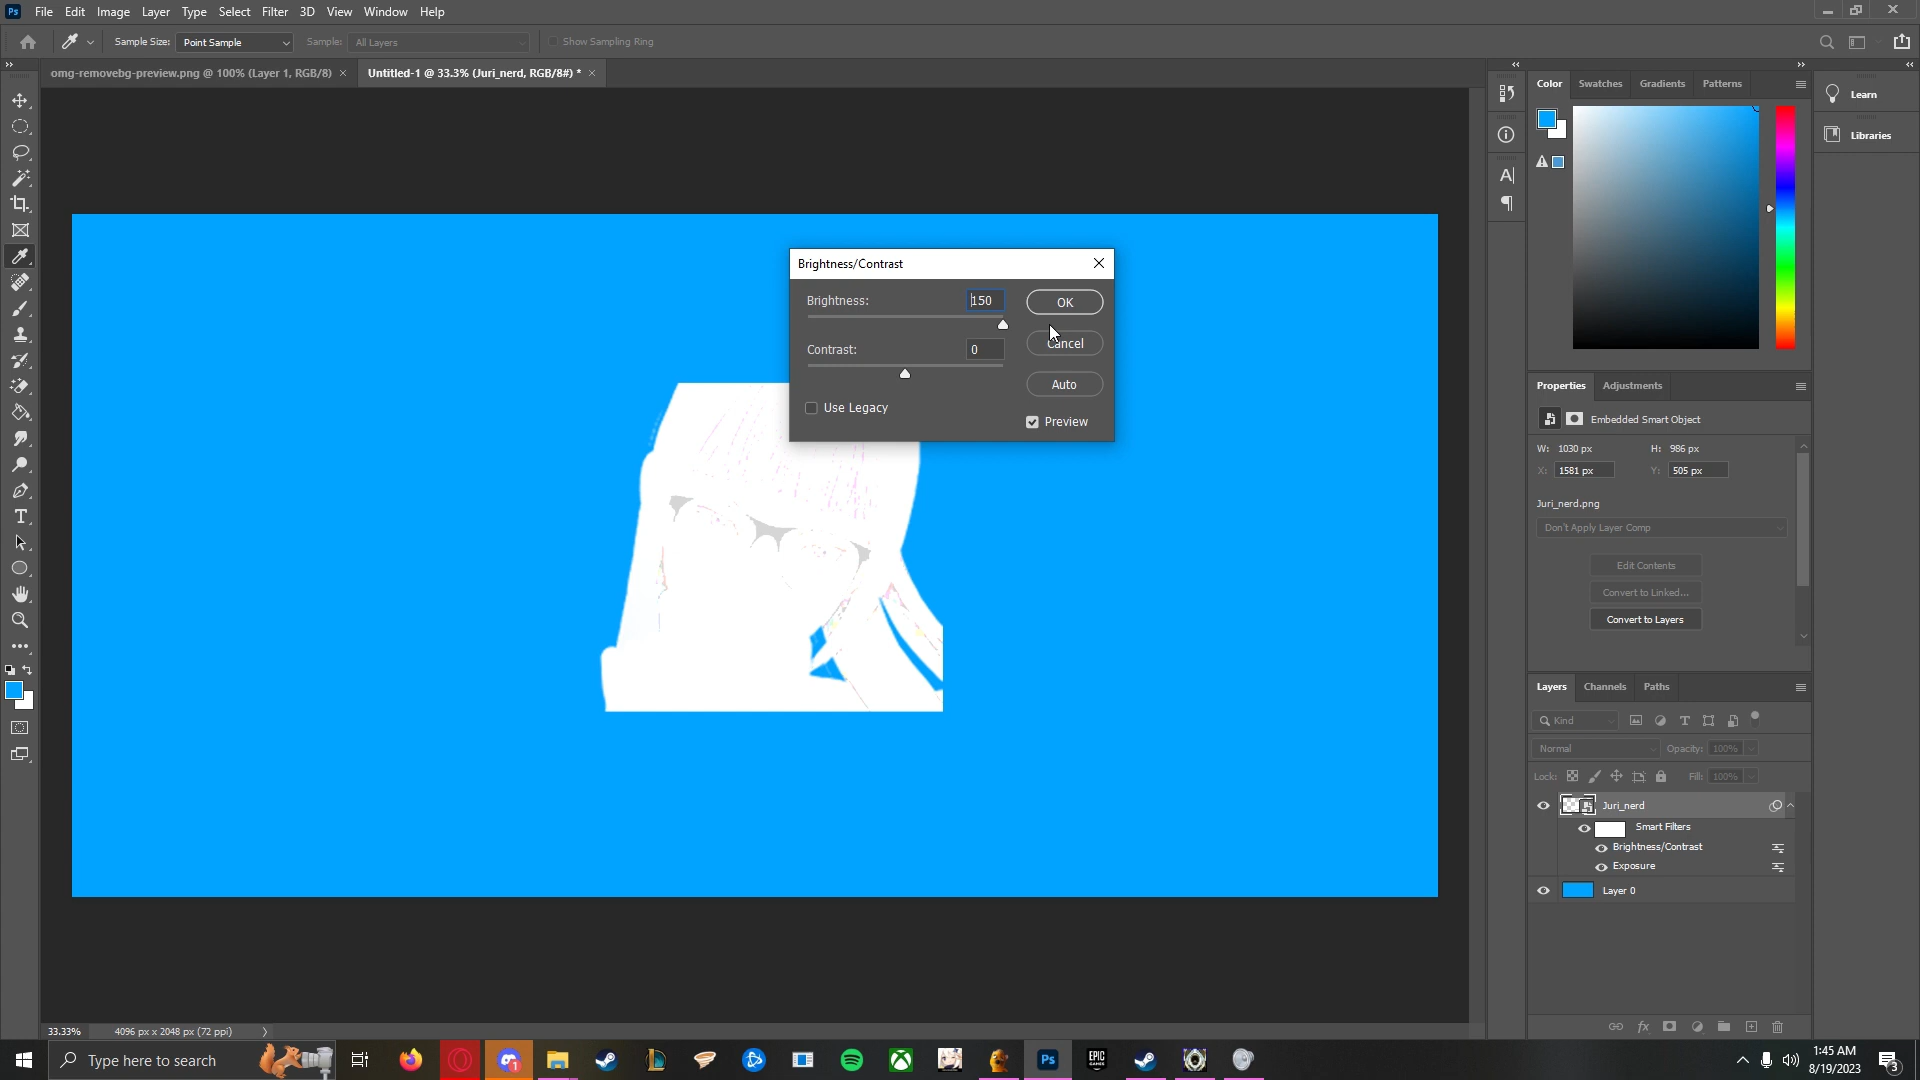 Ps File Edit Image Layer Type Select Filter 3D View Window Help
Sample Size: Point Sample Sample: All Layers Show Sampling Ring
omg-removebg-preview.png @ 100% (Layer 1, RGB/8) × Untitled-1 @ 33.3% (Juri_nerd, RGB/8#) * ×
Color Swatches Gradients Patterns
Learn
Libraries
Brightness/Contrast
Brightness: 150
OK
Cancel
Contrast: 0
Auto
Use Legacy
Preview
Properties Adjustments
Embedded Smart Object
W: 1030 px H: 986 px
X: 1581 px Y: 505 px
Juri_nerd.png
Don't Apply Layer Comp
Edit Contents
Convert to Linked...
Convert to Layers
Layers Channels Paths
Kind
Normal Opacity: 100%
Lock: Fill: 100%
Juri_nerd
Smart Filters
Brightness/Contrast
Exposure
Layer 0
33.33% 4096 px x 2048 px (72 ppi)
Type here to search
1
Ps
EPIC
GAMES
1:45 AM
8/19/2023
3